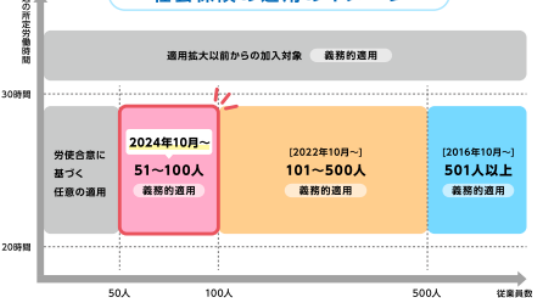 の所定労働時間
適用拡大以前からの加入対象 義務的適用
30時間
2024年10月〜
51〜100人
義務的適用
労使合意に
基づく
任意の適用
[2022年10月〜]
101〜500人
義務的適用
[2016年10月〜]
501人以上
義務的適用
20時間
50人
100人
500人
従業員数